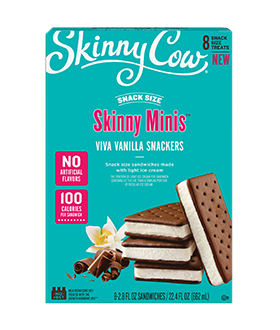 Skinny Cow®
8 SNACK
SIZE
TREATS
NEW
SNACK SIZE
Skinny Minis™
VIVA VANILLA SNACKERS
Snack size sandwiches made
with light ice cream
NO
ARTIFICIAL
FLAVORS
100
CALORIES
PER SANDWICH
8-2.8 FL OZ SANDWICHES / 22.4 FL OZ (662 mL)